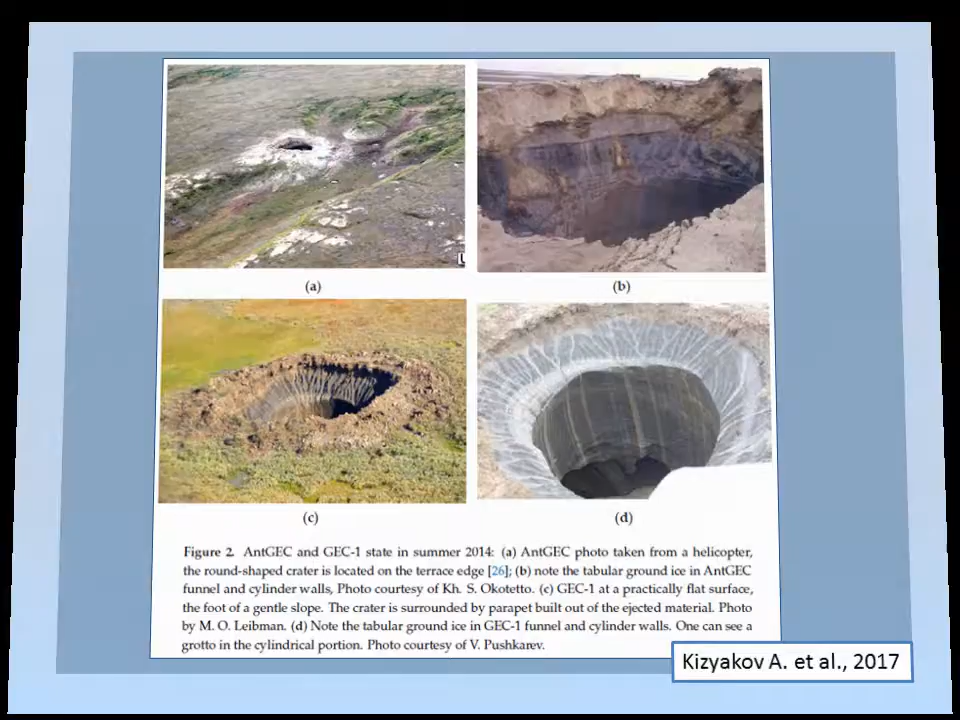 (a)
(b)
(c)
(d)
Figure 2. AntGEC and GEC-1 state in summer 2014: (a) AntGEC photo taken from a helicopter,
the round-shaped crater is located on the terrace edge [26]; (b) note the tabular ground ice in AntGEC
funnel and cylinder walls, Photo courtesy of Kh. S. Okotetto. (c) GEC-1 at a practically flat surface,
the foot of a gentle slope. The crater is surrounded by parapet built out of the ejected material. Photo
by M. O. Leibman. (d) Note the tabular ground ice in GEC-1 funnel and cylinder walls. One can see a
grotto in the cylindrical portion. Photo courtesy of V. Pushkarev.
Kizyakov A. et al., 2017